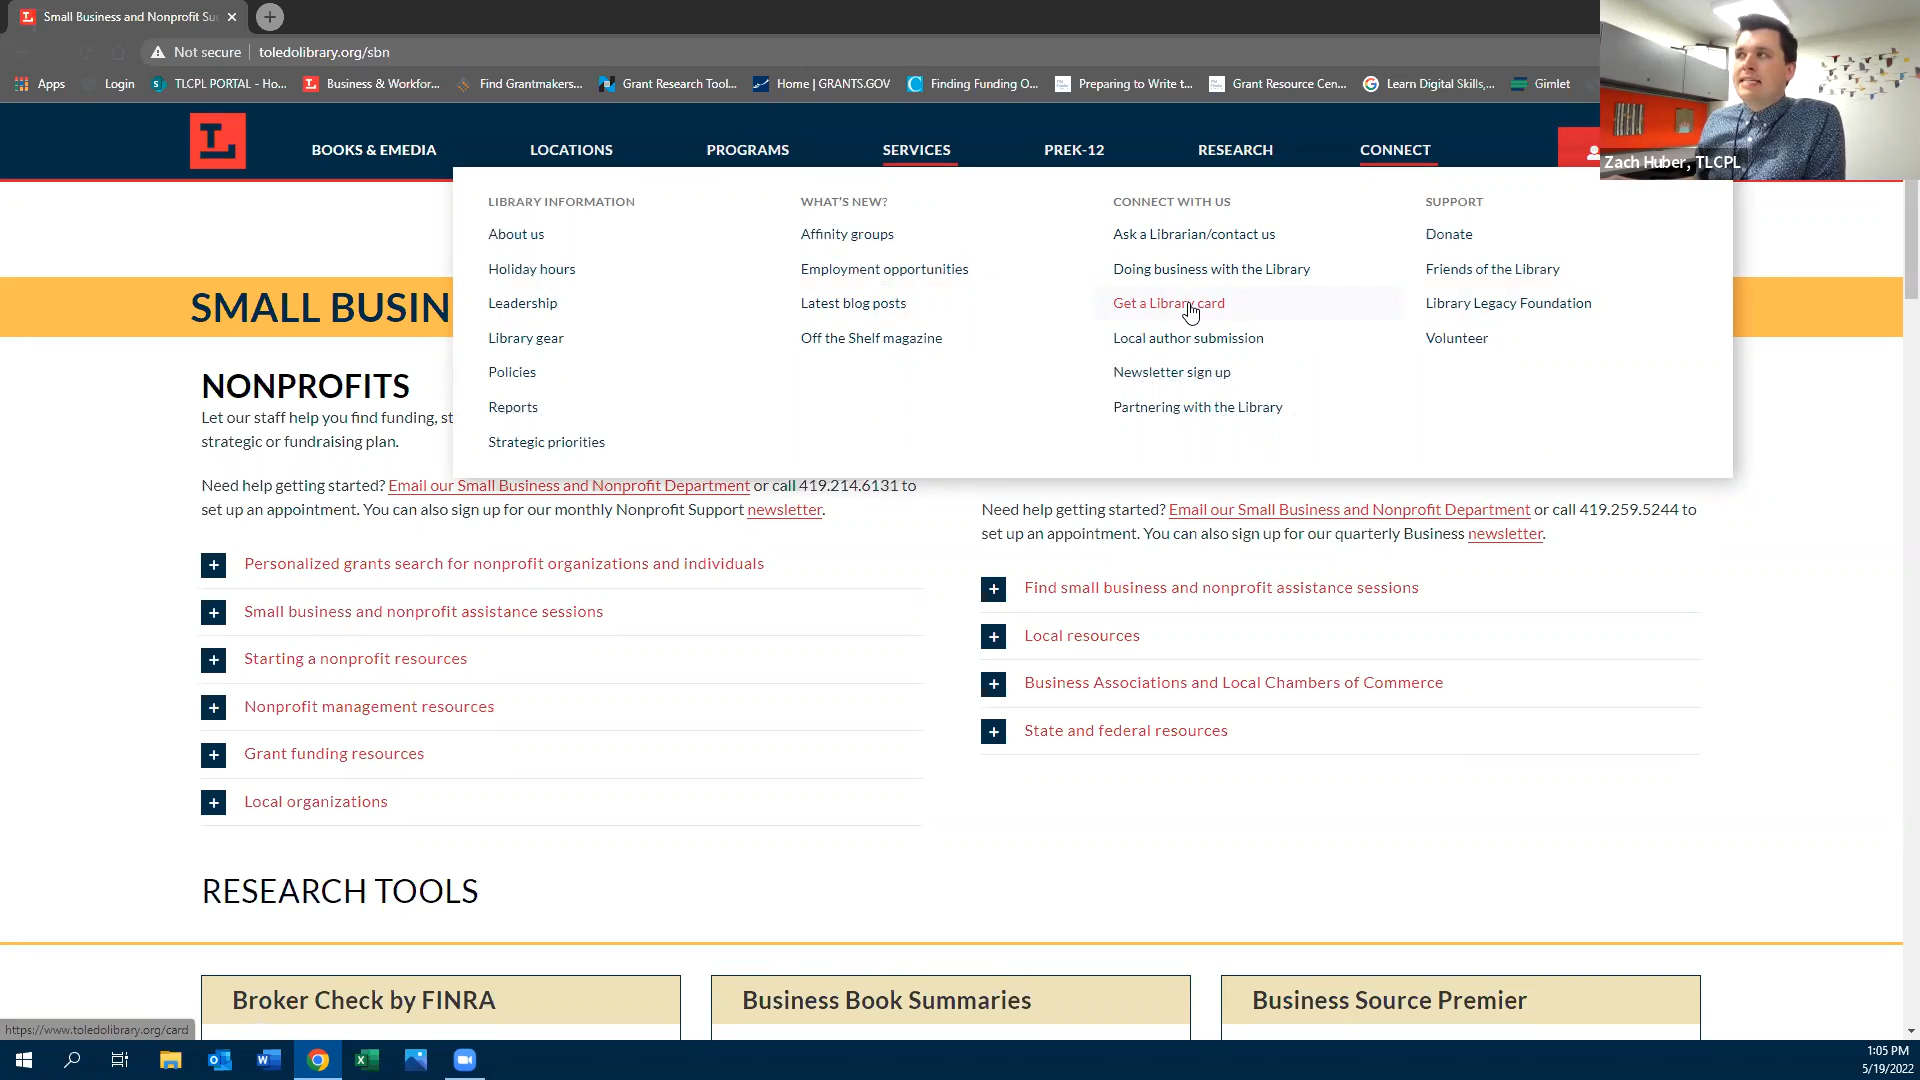 Small Business and Nonprofit Su
Not secure
toledolibrary.org/sbn
Apps
Login
TLCPL PORTAL - Ho...
Business & Workfor...
Find Grantmakers...
Grant Research Tool...
Home | GRANTS.GOV
Finding Funding O...
Preparing to Write t...
Grant Resource Cen...
Learn Digital Skills,...
Gimlet
Zach Huber, TLCPL
BOOKS & EMEDIA
LOCATIONS
PROGRAMS
SERVICES
PREK-12
RESEARCH
CONNECT
LIBRARY INFORMATION
About us
Holiday hours
Leadership
Library gear
Policies
Reports
Strategic priorities
WHAT'S NEW?
Affinity groups
Employment opportunities
Latest blog posts
Off the Shelf magazine
CONNECT WITH US
Ask a Librarian/contact us
Doing business with the Library
Get a Library card
Local author submission
Newsletter sign up
Partnering with the Library
SUPPORT
Donate
Friends of the Library
Library Legacy Foundation
Volunteer
SMALL BUSIN
NONPROFITS
Let our staff help you find funding, st
strategic or fundraising plan.
Need help getting started? Email our Small Business and Nonprofit Department or call 419.214.6131 to
set up an appointment. You can also sign up for our monthly Nonprofit Support newsletter.
Personalized grants search for nonprofit organizations and individuals
Small business and nonprofit assistance sessions
Starting a nonprofit resources
Nonprofit management resources
Grant funding resources
Local organizations
Need help getting started? Email our Small Business and Nonprofit Department or call 419.259.5244 to
set up an appointment. You can also sign up for our quarterly Business newsletter.
Find small business and nonprofit assistance sessions
Local resources
Business Associations and Local Chambers of Commerce
State and federal resources
RESEARCH TOOLS
Broker Check by FINRA
Business Book Summaries
Business Source Premier
https://www.toledolibrary.org/card
1:05 PM
5/19/2022